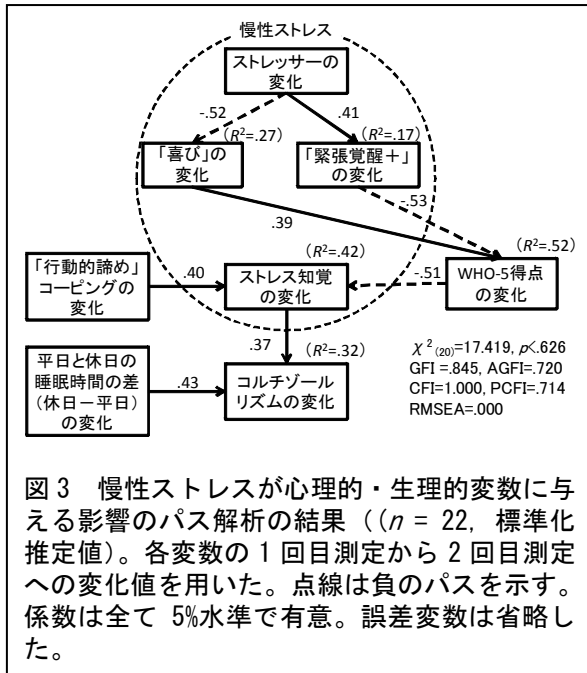 慢性ストレス
ストレッサーの
変化
-.52
.41
(R²=.27)
(R²=.17)
「喜び」の
変化
「緊張覚醒＋」
の変化
-.53
.39
(R²=.52)
(R²=.42)
「行動的諦め」
コーピングの
変化
.40
ストレス知覚
の変化
-.51
WHO-5得点
の変化
.37
(R²=.32)
平日と休日の
睡眠時間の差
(休日－平日)
の変化
.43
コルチゾール
リズムの変化
χ²₍₂₀₎=17.419, p<.626
GFI =.845, AGFI=.720
CFI=1.000, PCFI=.714
RMSEA=.000
図 3　慢性ストレスが心理的・生理的変数に与
える影響のパス解析の結果（(n = 22, 標準化
推定値)。各変数の 1 回目測定から 2 回目測定
への変化値を用いた。点線は負のパスを示す。
係数は全て 5%水準で有意。誤差変数は省略し
た。